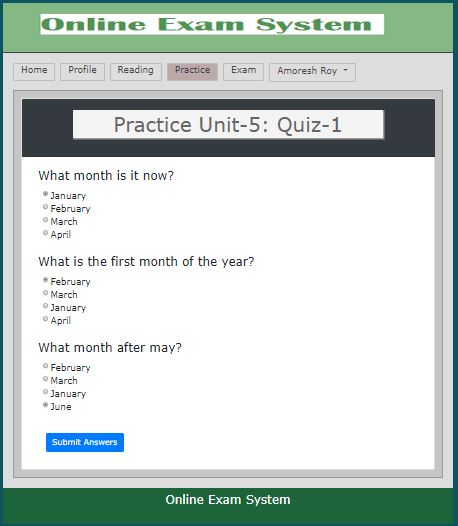 Online Exam System
Home Profile Reading Practice Exam Amoresh Roy
Practice Unit-5: Quiz-1
What month is it now?
January
February
March
April
What is the first month of the year?
February
March
January
April
What month after may?
February
March
January
June
Submit Answers
Online Exam System